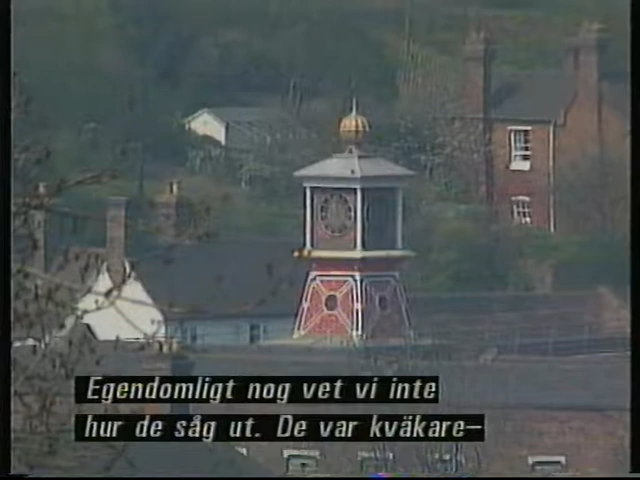 Egendomligt nog vet vi inte
hur de såg ut. De var kväkare–